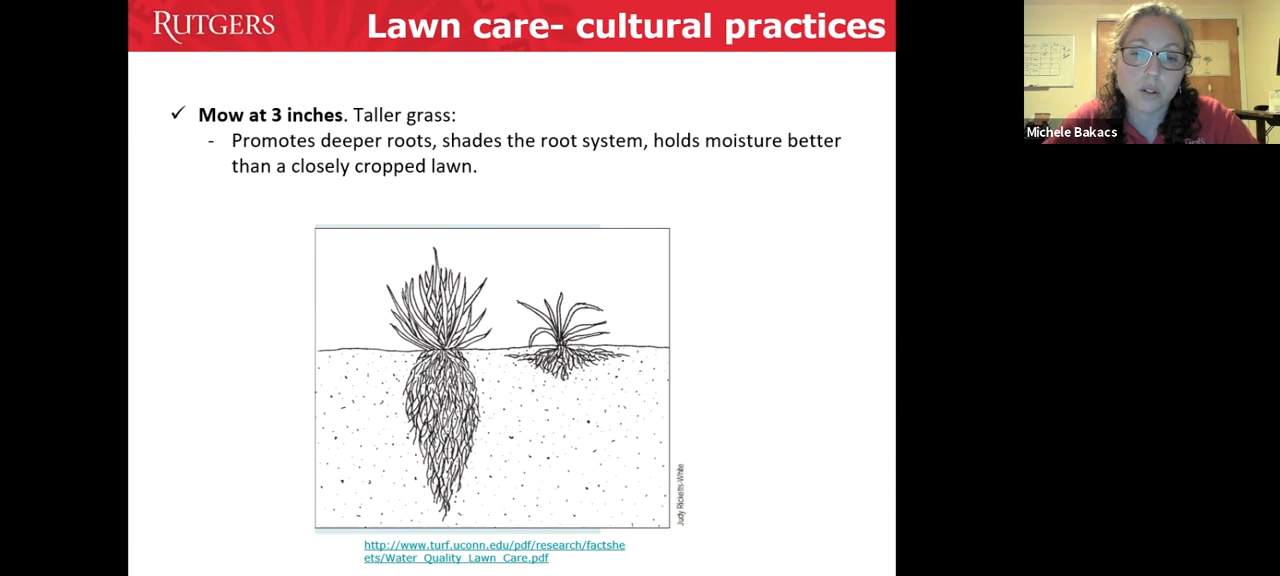 RUTGERS
Lawn care- cultural practices
✓ Mow at 3 inches. Taller grass:
- Promotes deeper roots, shades the root system, holds moisture better
than a closely cropped lawn.
Judy Ricketts-White
http://www.turf.uconn.edu/pdf/research/factshe
ets/Water_Quality_Lawn_Care.pdf
Michele Bakacs